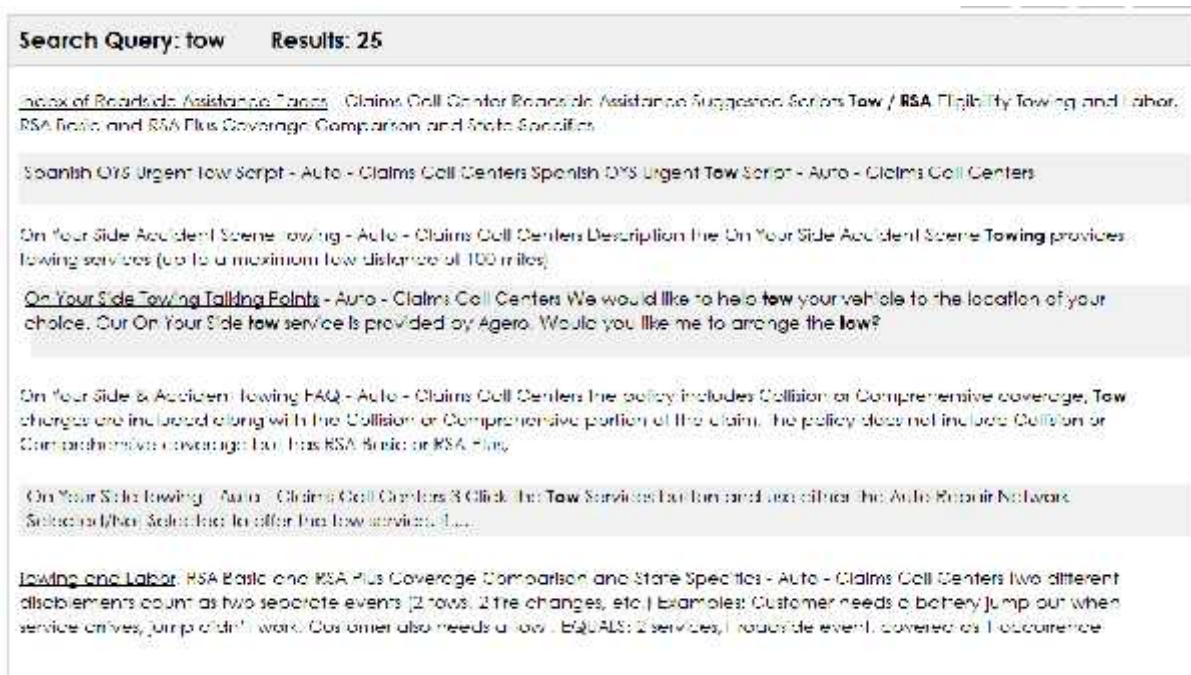 Search Query: tow Results: 25
Index of Roadside Assistance Pages - Claims Call Center Roadside Assistance Suggested Scripts Tow / RSA Eligibility Towing and Labor,
RSA Basic and RSA Plus Coverage Comparison and State Specifics
Spanish OYS Urgent Tow Script - Auto - Claims Call Centers Spanish OYS Urgent Tow Script - Auto - Claims Call Centers
On Your Side Accident Scene Towing - Auto - Claims Call Centers Description the On Your Side Accident Scene Towing provides
towing services (up to a maximum tow distance of 100 miles)
On Your Side Towing Talking Points - Auto - Claims Call Centers We would like to help tow your vehicle to the location of your
choice. Our On Your Side tow service is provided by Agero. Would you like me to arrange the tow?
On Your Side & Accident Towing FAQ - Auto - Claims Call Centers the policy includes Collision or Comprehensive coverage, Tow
charges are included along with the Collision or Comprehensive portion of the claim. The policy does not include Collision or
Comprehensive coverage but has RSA Basic or RSA Plus,
On Your Side Towing - Auto - Claims Call Centers 3 Click the Tow Services button and use either the Auto Repair Network
Selected/Not Selected to offer the tow service. 4....
Towing and Labor, RSA Basic and RSA Plus Coverage Comparison and State Specifics - Auto - Claims Call Centers Two different
disablements count as two separate events (2 tows, 2 tire changes, etc.) Examples: Customer needs a battery jump but when
service arrives, jump didn't work. Customer also needs a tow. EQUALS: 2 services, 1 roadside event, covered as 1 occurrence